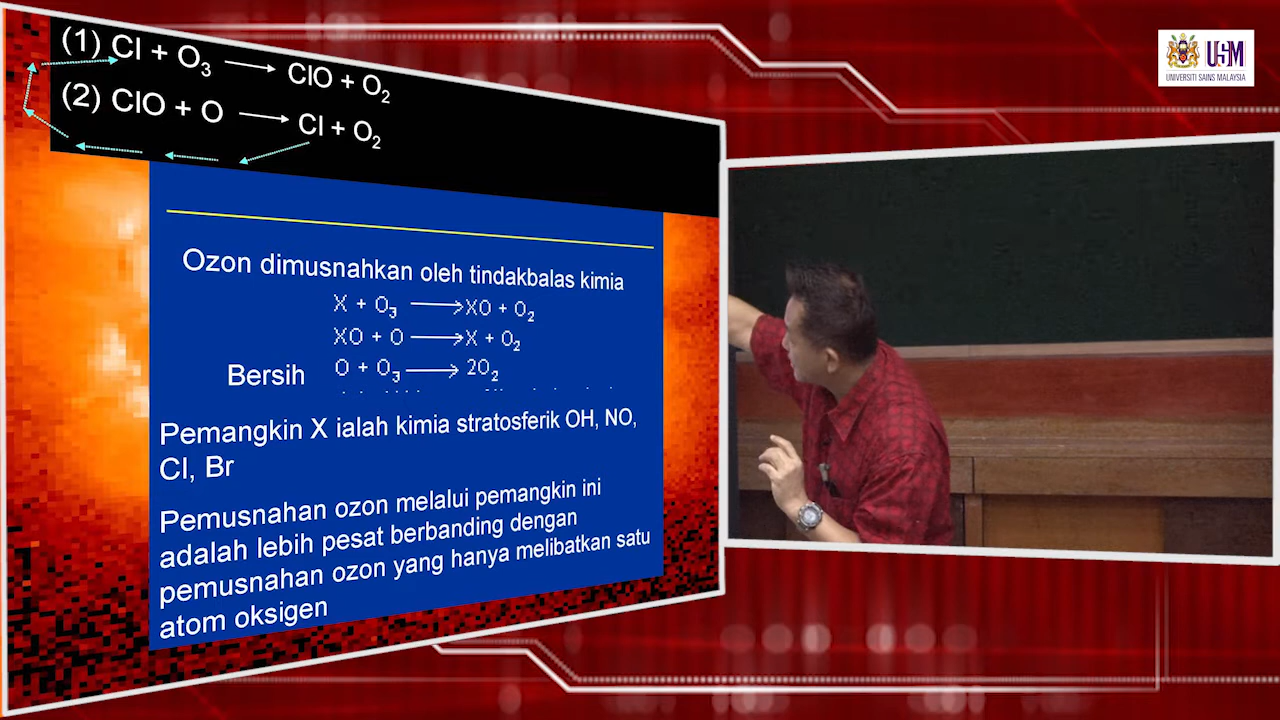 (1) Cl + O₃ → ClO + O₂
(2) ClO + O → Cl + O₂
Ozon dimusnahkan oleh tindakbalas kimia
X + O₃ → XO + O₂
XO + O → X + O₂
Bersih O + O₃ → 2O₂
Pemangkin X ialah kimia stratosferik OH, NO,
Cl, Br
Pemusnahan ozon melalui pemangkin ini
adalah lebih pesat berbanding dengan
pemusnahan ozon yang hanya melibatkan satu
atom oksigen
USM
UNIVERSITI SAINS MALAYSIA